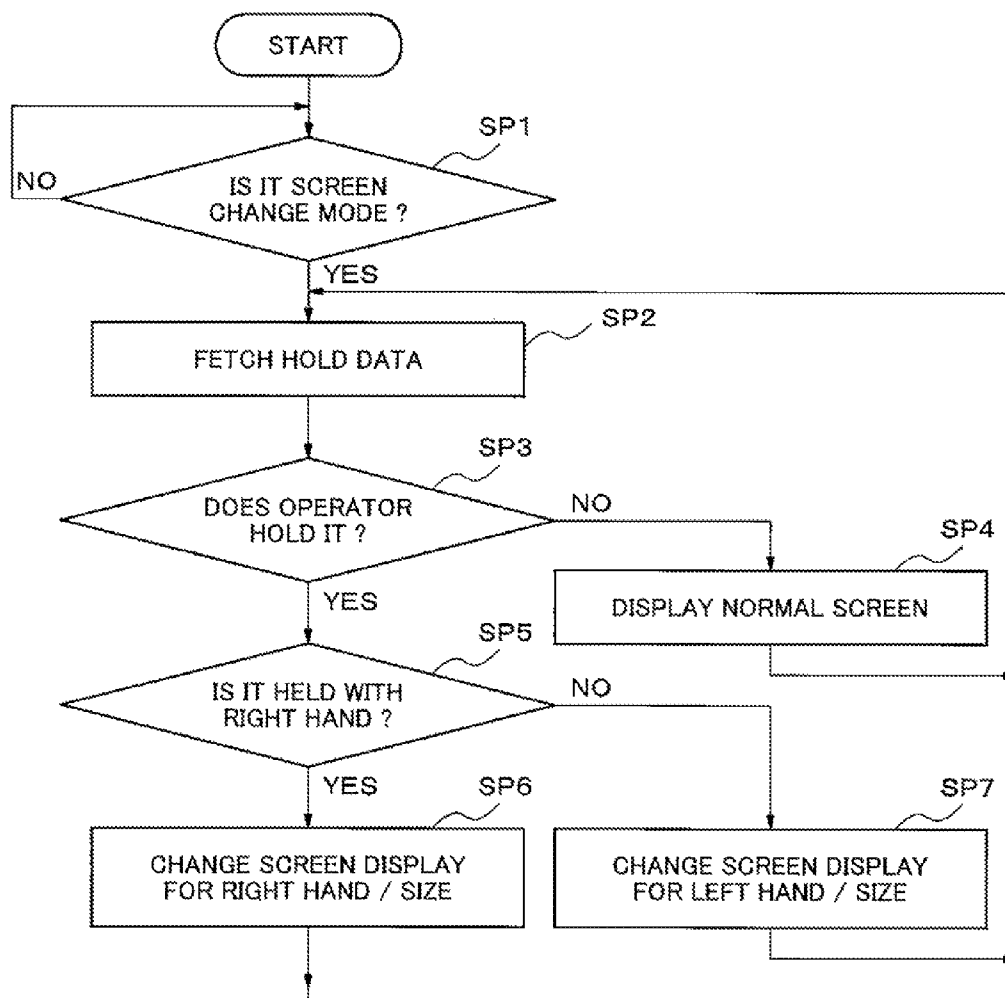 START
SP1
NO
IS IT SCREEN
CHANGE MODE ?
YES
SP2
FETCH HOLD DATA
SP3
DOES OPERATOR
HOLD IT ?
NO
YES
SP4
DISPLAY NORMAL SCREEN
SP5
IS IT HELD WITH
RIGHT HAND ?
NO
YES
SP6
CHANGE SCREEN DISPLAY
FOR RIGHT HAND / SIZE
SP7
CHANGE SCREEN DISPLAY
FOR LEFT HAND / SIZE